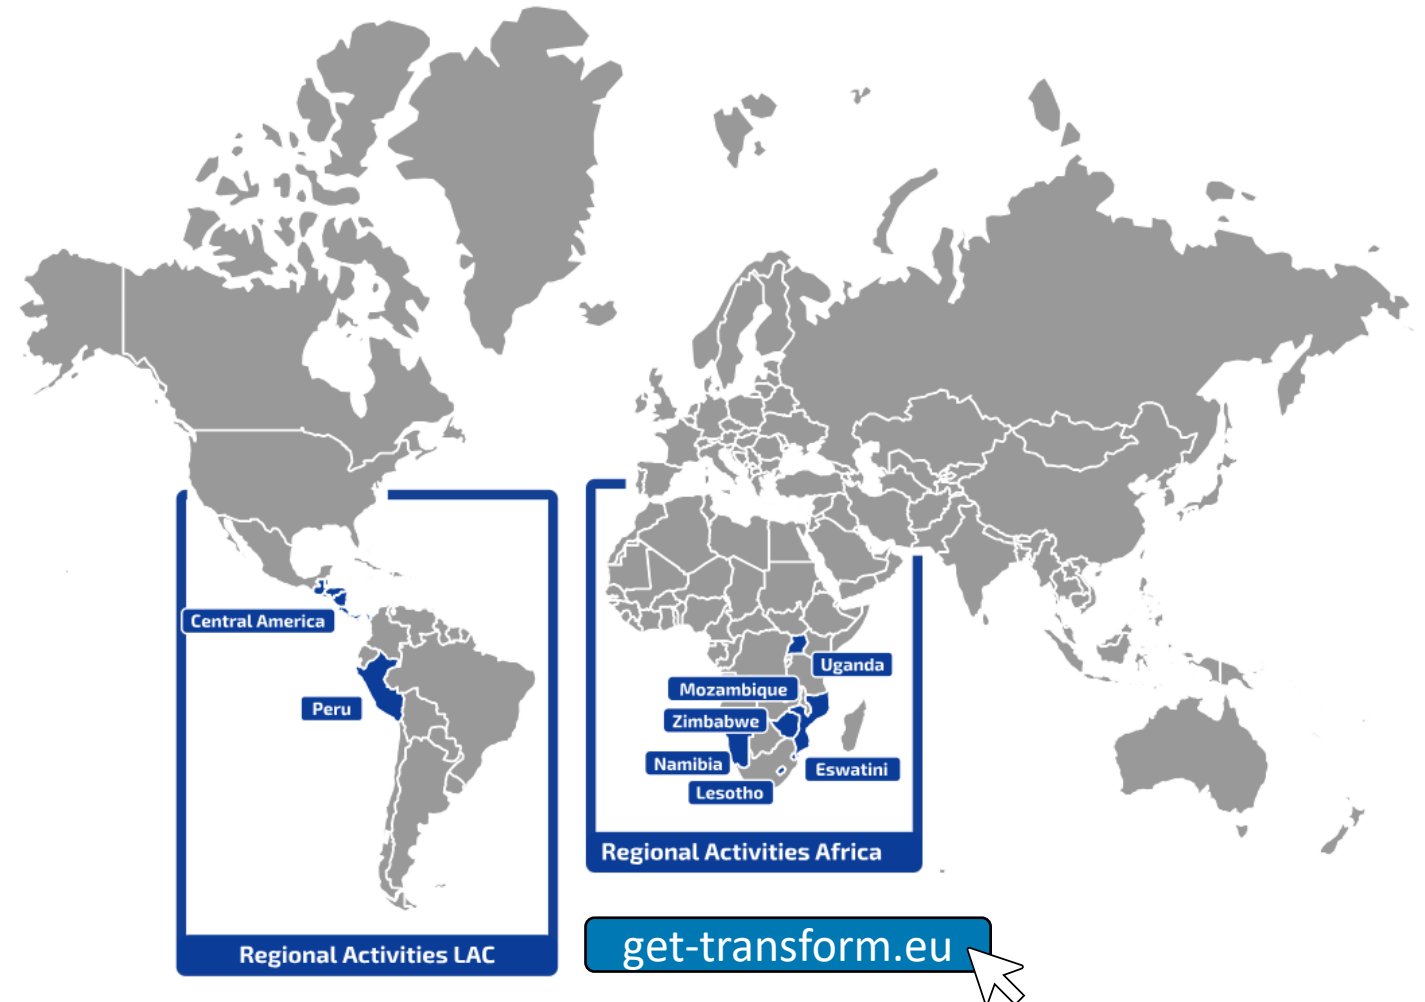 Central America
Peru
Regional Activities LAC
Uganda
Mozambique
Zimbabwe
Namibia
Eswatini
Lesotho
Regional Activities Africa
get-transform.eu